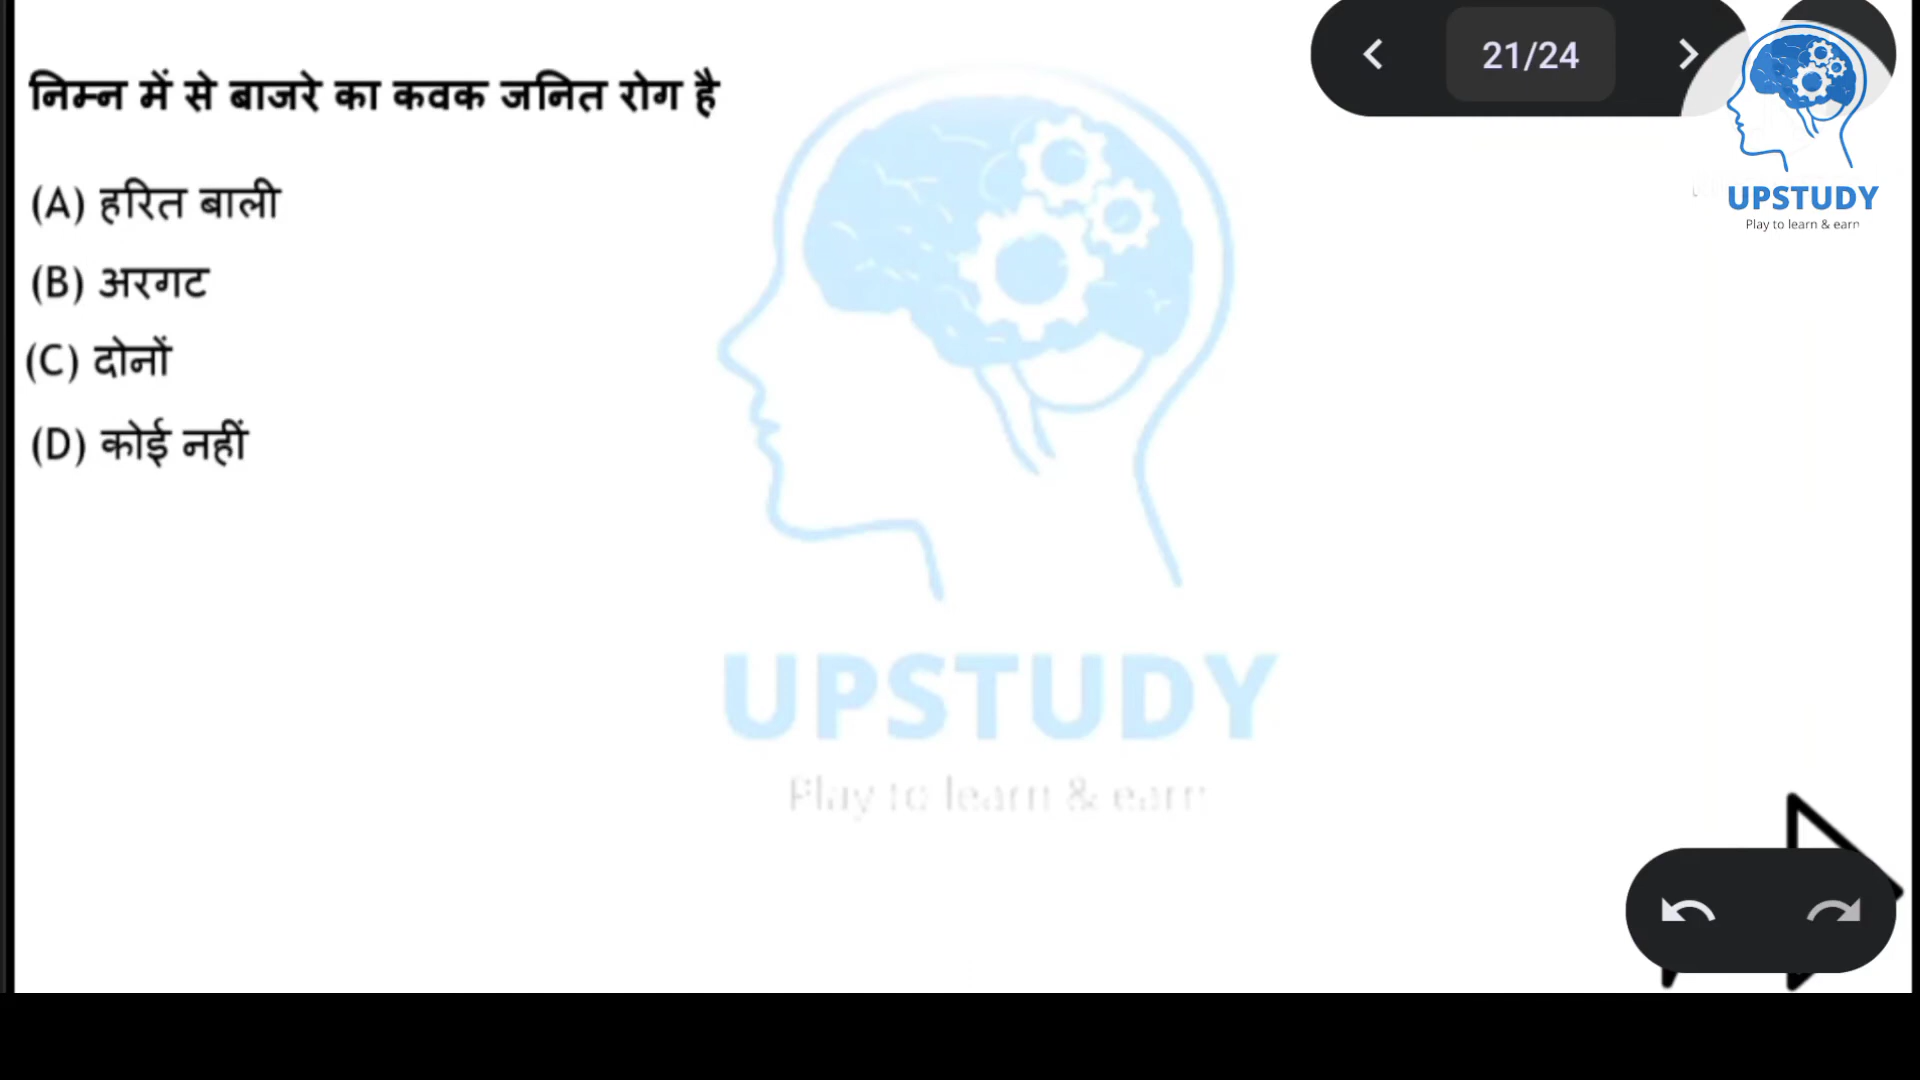 21/24
निम्न में से बाजरे का कवक जनित रोग है
(A) हरित बाली
UPSTUDY
Play to learn & earn
(B) अरगट
(C) दोनों
(D) कोई नहीं
UPSTUDY
Play to learn & earn